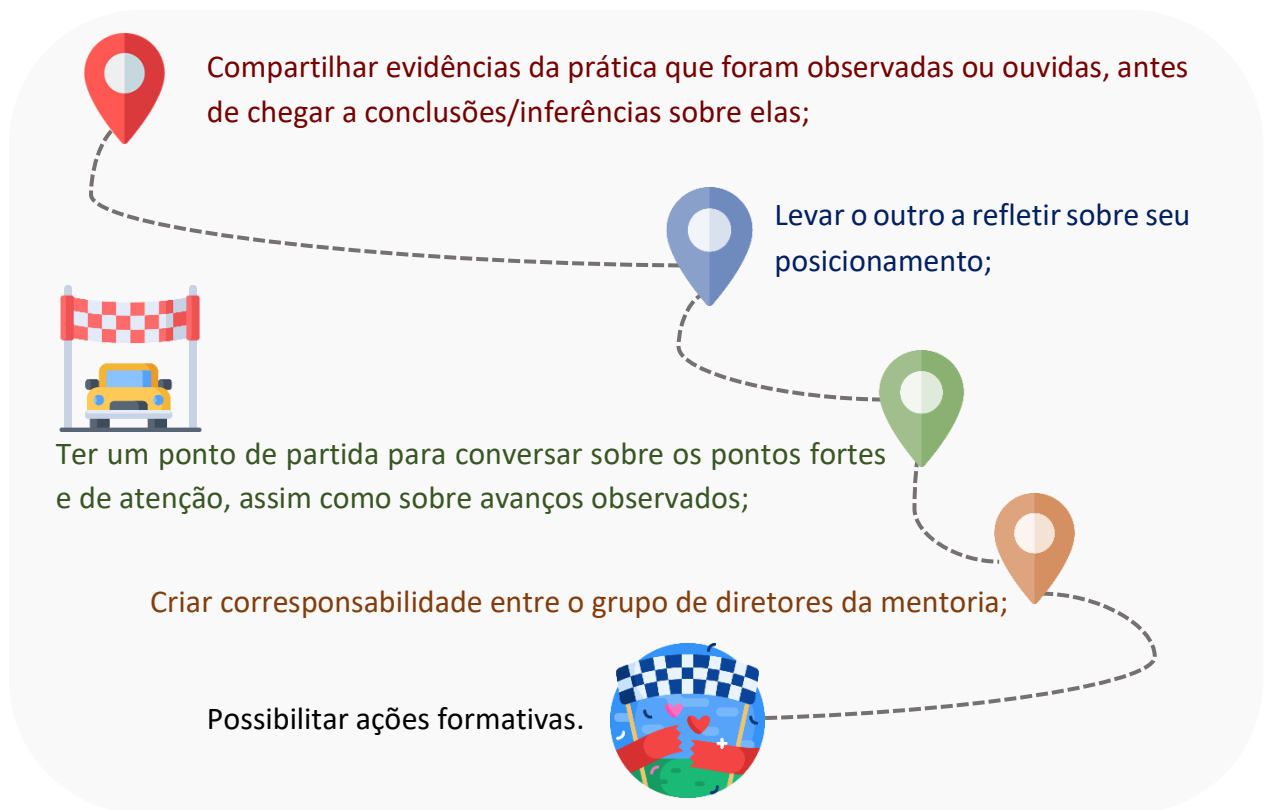 Compartilhar evidências da prática que foram observadas ou ouvidas, antes
de chegar a conclusões/inferências sobre elas;
Levar o outro a refletir sobre seu
posicionamento;
Ter um ponto de partida para conversar sobre os pontos fortes
e de atenção, assim como sobre avanços observados;
Criar corresponsabilidade entre o grupo de diretores da mentoria;
Possibilitar ações formativas.